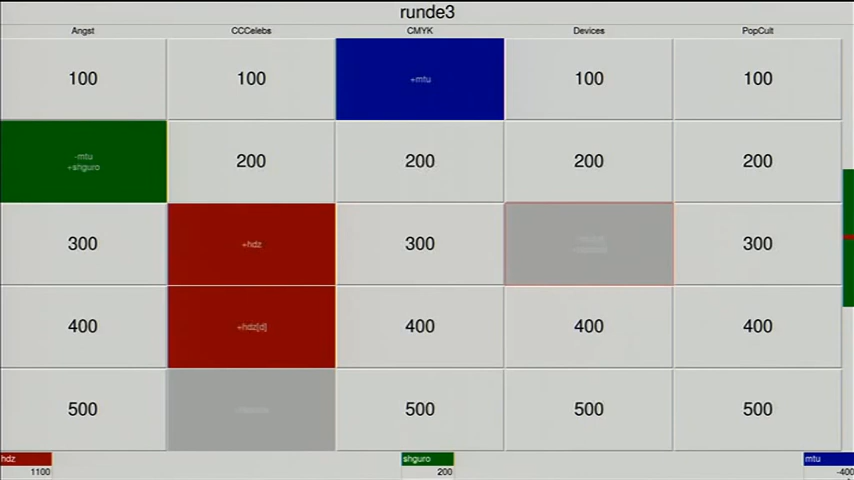 runde3
Angst CCCelebs CMYK Devices PopCult
100 100 +mtu 100 100
-mtu
+shguro
200 200 200 200
300 +hdz 300 300
400 +hdz[d] 400 400 400
500 500 500 500
hdz shguro mtu
1100 200 -400